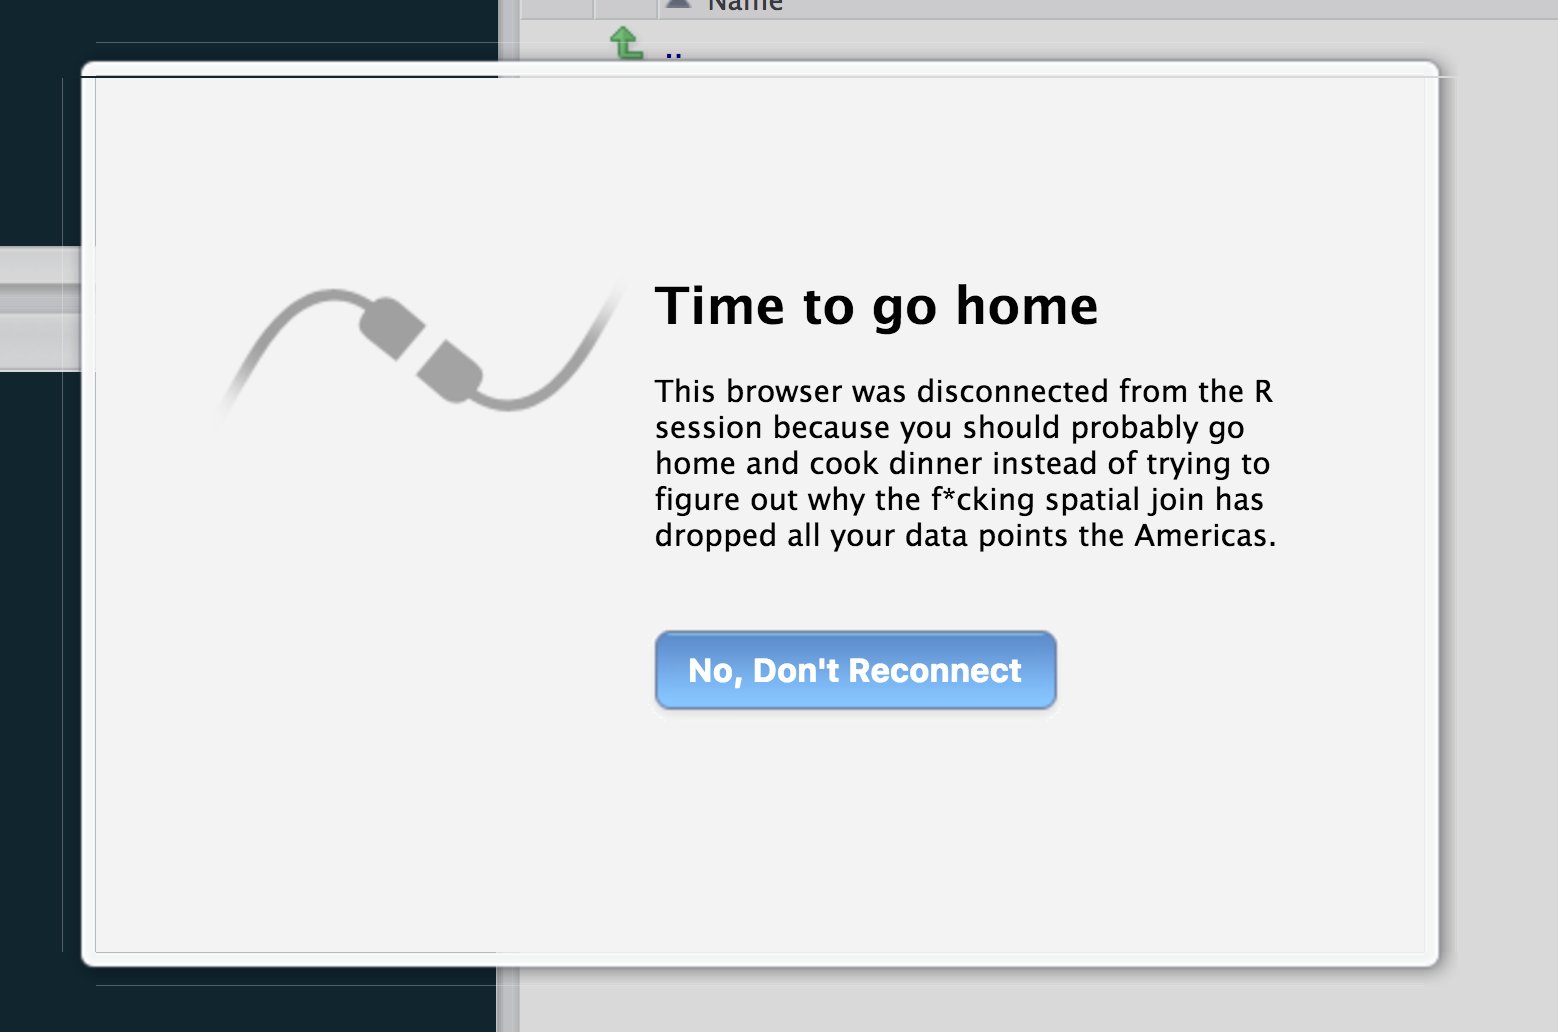 Name
..
Time to go home
This browser was disconnected from the R
session because you should probably go
home and cook dinner instead of trying to
figure out why the f*cking spatial join has
dropped all your data points the Americas.
No, Don't Reconnect